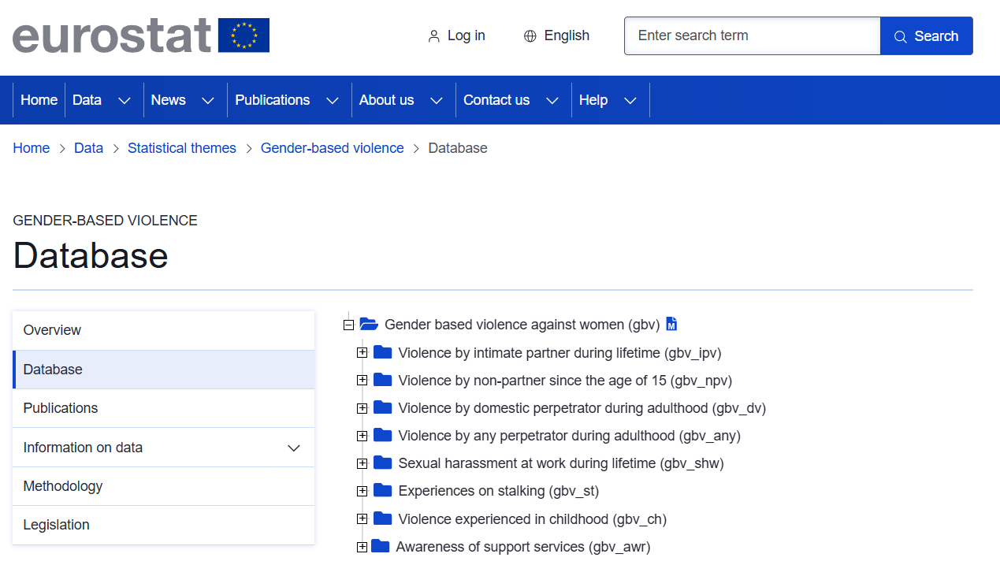 eurostat
Log in
English
Enter search term
Search
Home Data News Publications About us Contact us Help
Home > Data > Statistical themes > Gender-based violence > Database
GENDER-BASED VIOLENCE
Database
Overview
Database
Publications
Information on data
Methodology
Legislation
Gender based violence against women (gbv) M
Violence by intimate partner during lifetime (gbv_ipv)
Violence by non-partner since the age of 15 (gbv_npv)
Violence by domestic perpetrator during adulthood (gbv_dv)
Violence by any perpetrator during adulthood (gbv_any)
Sexual harassment at work during lifetime (gbv_shw)
Experiences on stalking (gbv_st)
Violence experienced in childhood (gbv_ch)
Awareness of support services (gbv_awr)